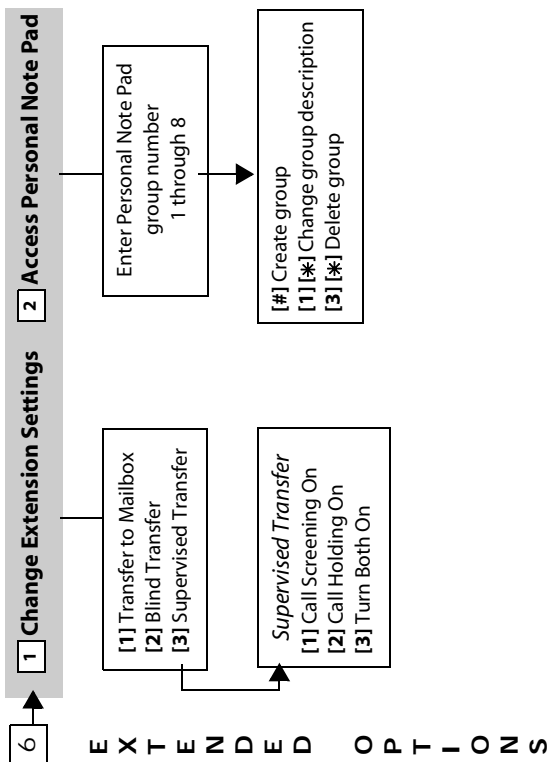 6
EXTENDED OPTIONS
1 Change Extension Settings
[1] Transfer to Mailbox
[2] Blind Transfer
[3] Supervised Transfer
Supervised Transfer
[1] Call Screening On
[2] Call Holding On
[3] Turn Both On
2 Access Personal Note Pad
Enter Personal Note Pad
group number
1 through 8
[#] Create group
[1] [✱] Change group description
[3] [✱] Delete group